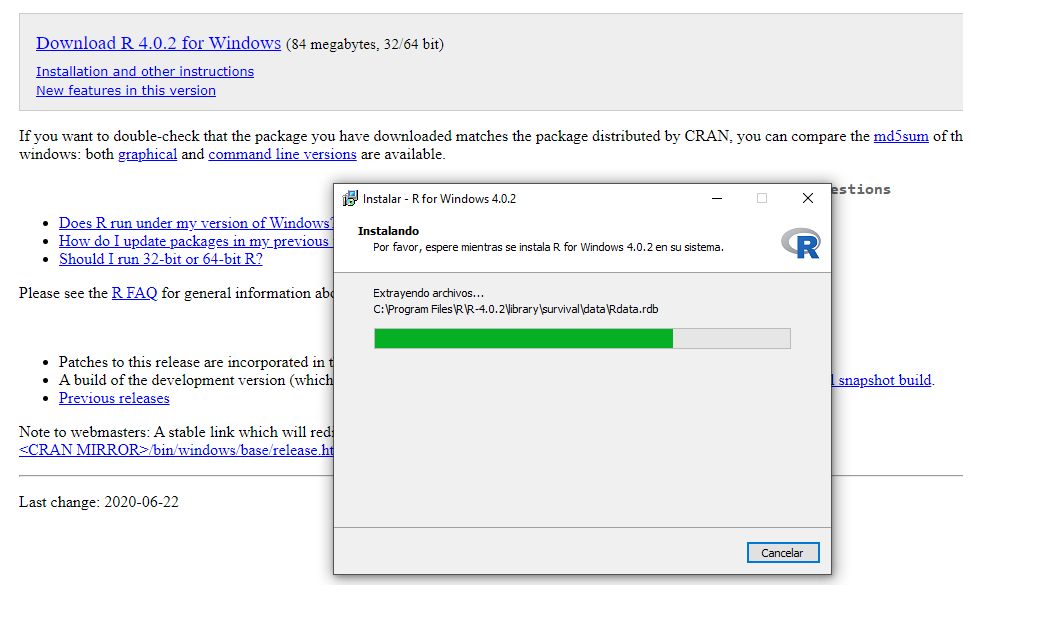 Download R 4.0.2 for Windows (84 megabytes, 32/64 bit)
Installation and other instructions
New features in this version
If you want to double-check that the package you have downloaded matches the package distributed by CRAN, you can compare the md5sum of th
windows: both graphical and command line versions are available.
estions
Does R run under my version of Windows?
How do I update packages in my previous
Should I run 32-bit or 64-bit R?
Please see the R FAQ for general information abo
Patches to this release are incorporated in t
A build of the development version (which
l snapshot build.
Previous releases
Note to webmasters: A stable link which will redi
<CRAN MIRROR>/bin/windows/base/release.ht
Last change: 2020-06-22
Instalar - R for Windows 4.0.2
Instalando
Por favor, espere mientras se instala R for Windows 4.0.2 en su sistema.
R
Extrayendo archivos...
C:\Program Files\R\R-4.0.2\library\survival\data\Rdata.rdb
Cancelar